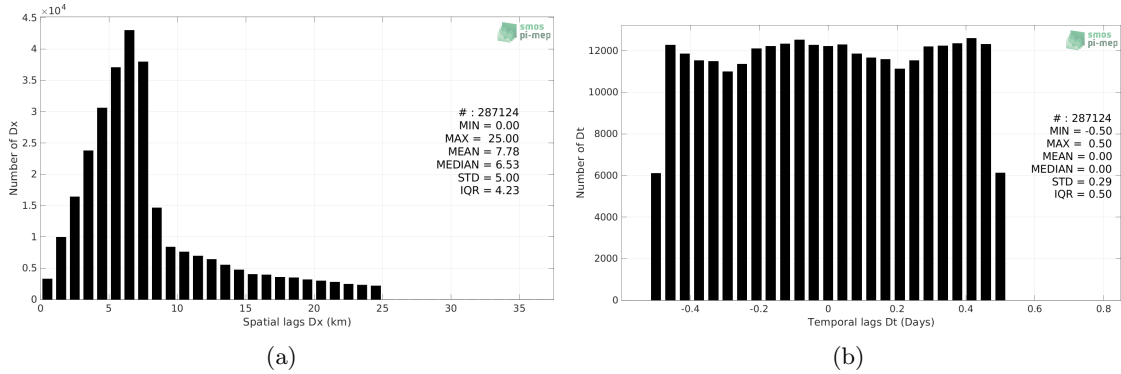 ×10⁴
4.5
4
3.5
3
2.5
2
1.5
1
0.5
0
Number of Dx
0 5 10 15 20 25 30 35
Spatial lags Dx (km)
smos
pi-mep
# : 287124
MIN = 0.00
MAX = 25.00
MEAN = 7.78
MEDIAN = 6.53
STD = 5.00
IQR = 4.23
(a)
12000
10000
8000
6000
4000
2000
0
Number of Dt
-0.4 -0.2 0 0.2 0.4 0.6 0.8
Temporal lags Dt (Days)
smos
pi-mep
# : 287124
MIN = -0.50
MAX = 0.50
MEAN = 0.00
MEDIAN = 0.00
STD = 0.29
IQR = 0.50
(b)